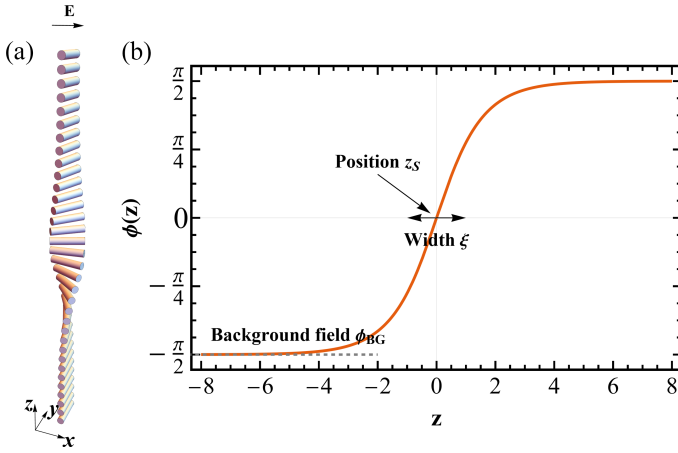 E
(a)
z
y
x
(b)
ϕ(z)
π
2
π
4
0
− π
4
− π
2
Position z_S
Width ξ
Background field ϕ_BG
−8 −6 −4 −2 0 2 4 6 8
z